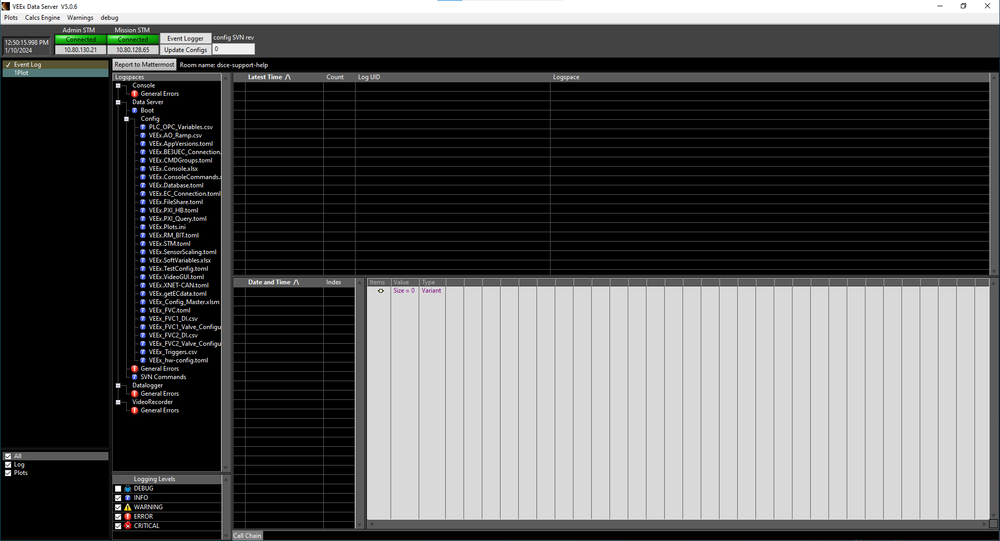 VEEx Data Server V5.0.6
Plots Calcs Engine Warnings debug
Admin STM Mission STM
12:50:15.998 PM
1/10/2024
Connected Connected
10.80.130.21 10.80.128.65
Event Logger
Update Configs
config SVN rev
0
✓ Event Log
1Plot
Report to Mattermost Room name: dsce-support-help
Logspaces
Console
General Errors
Data Server
Boot
Config
PLC_OPC_Variables.csv
VEEx.AO_Ramp.csv
VEEx.AppVersions.toml
VEEx.BE3UEC_Connection.
VEEx.CMDGroups.toml
VEEx.Console.xlsx
VEEx.ConsoleCommands.x
VEEx.Database.toml
VEEx.EC_Connection.toml
VEEx.FileShare.toml
VEEx.PXI_HB.toml
VEEx.PXI_Query.toml
VEEx.Plots.ini
VEEx.RM_BIT.toml
VEEx.STM.toml
VEEx.SensorScaling.toml
VEEx.SoftVariables.xlsx
VEEx.TestConfig.toml
VEEx.VideoGUI.toml
VEEx.XNET-CAN.toml
VEEx.getECdata.toml
VEEx_Config_Master.xlsm
VEEx_FVC.toml
VEEx_FVC1_DI.csv
VEEx_FVC1_Valve_Configu
VEEx_FVC2_DI.csv
VEEx_FVC2_Valve_Configu
VEEx_Triggers.csv
VEEx_hw-config.toml
General Errors
SVN Commands
Datalogger
General Errors
VideoRecorder
General Errors
Latest Time /\ Count Log UID Logspace
Date and Time /\ Index
Items Value Type
Size = 0 Variant
All
Log
Plots
Logging Levels
DEBUG
INFO
WARNING
ERROR
CRITICAL
Call Chain